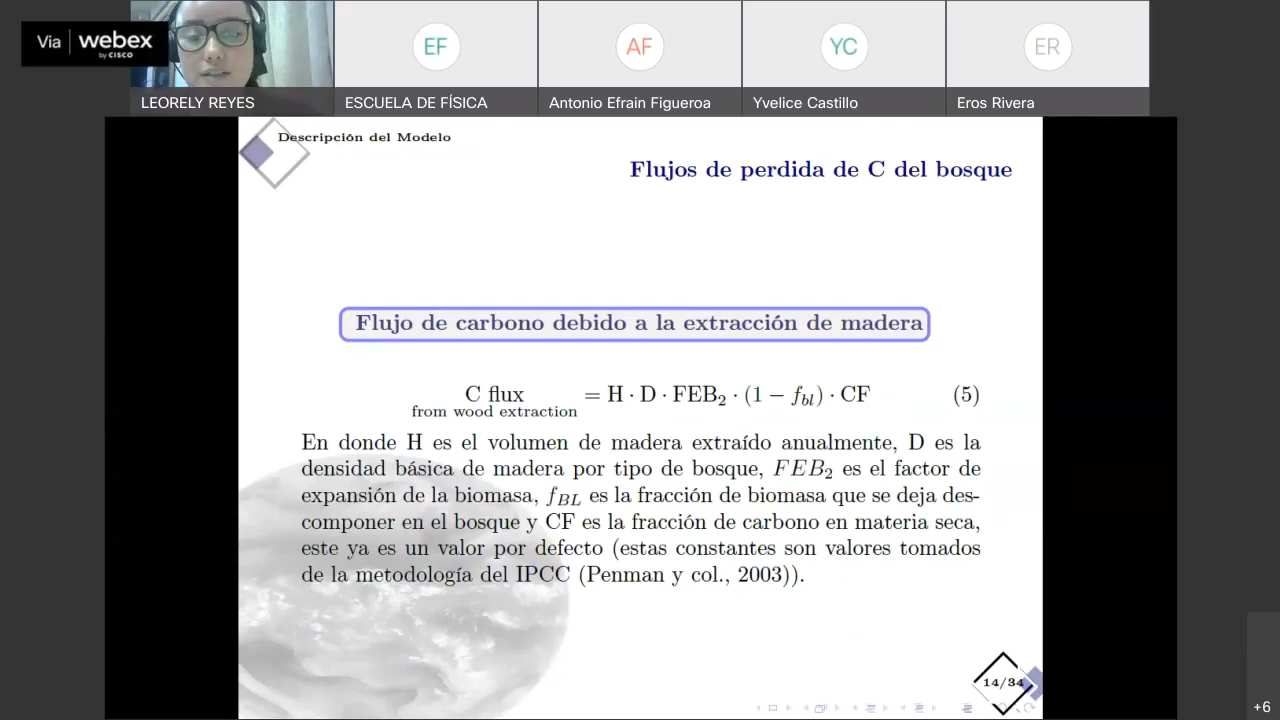 Via webex
by CISCO
EF
AF
YC
ER
LEORELY REYES
ESCUELA DE FÍSICA
Antonio Efrain Figueroa
Yvelice Castillo
Eros Rivera
Descripción del Modelo
Flujos de perdida de C del bosque
Flujo de carbono debido a la extracción de madera
C flux = H · D · FEB₂ · (1 − f_{bl}) · CF (5)
from wood extraction
En donde H es el volumen de madera extraído anualmente, D es la
densidad básica de madera por tipo de bosque, FEB₂ es el factor de
expansión de la biomasa, f_{BL} es la fracción de biomasa que se deja des-
componer en el bosque y CF es la fracción de carbono en materia seca,
este ya es un valor por defecto (estas constantes son valores tomados
de la metodología del IPCC (Penman y col., 2003)).
14/34
+6